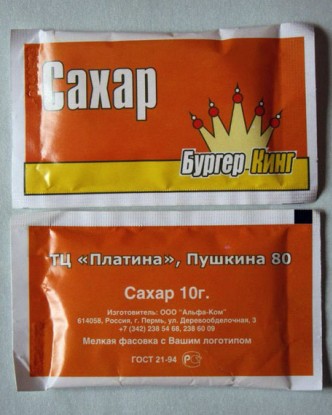 Сахар
Бургер Кинг
ТЦ «Платина», Пушкина 80
Сахар 10г.
Изготовитель: ООО "Альфа-Ком"
614058, Россия, г. Пермь, ул. Деревообделочная, 3
+7 (342) 238 54 68, 238 60 09
Мелкая фасовка с Вашим логотипом
ГОСТ 21-94